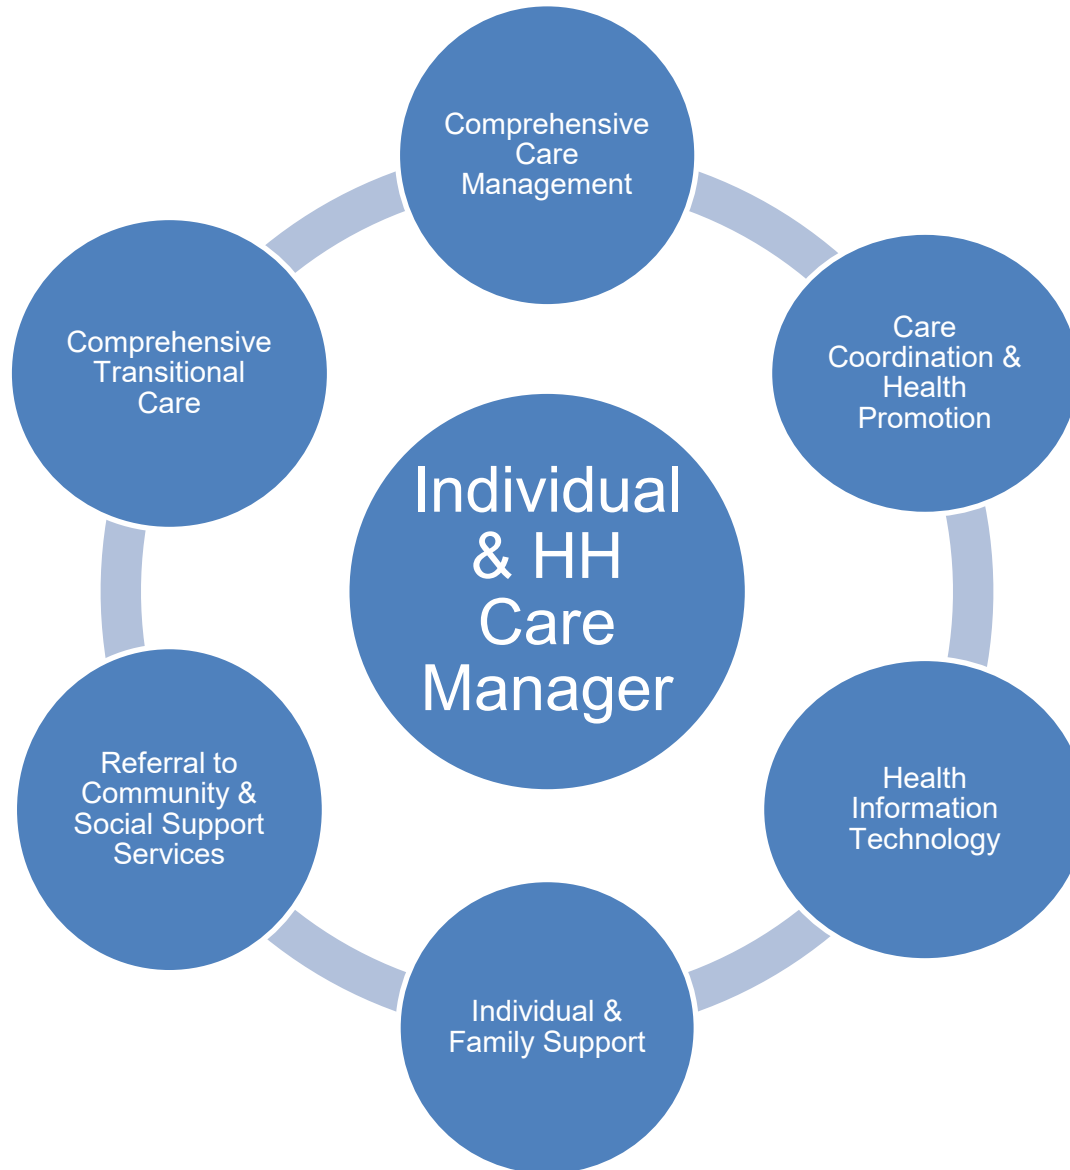 Comprehensive
Care
Management
Care
Coordination &
Health
Promotion
Health
Information
Technology
Individual &
Family Support
Referral to
Community &
Social Support
Services
Comprehensive
Transitional
Care
Individual
& HH
Care
Manager